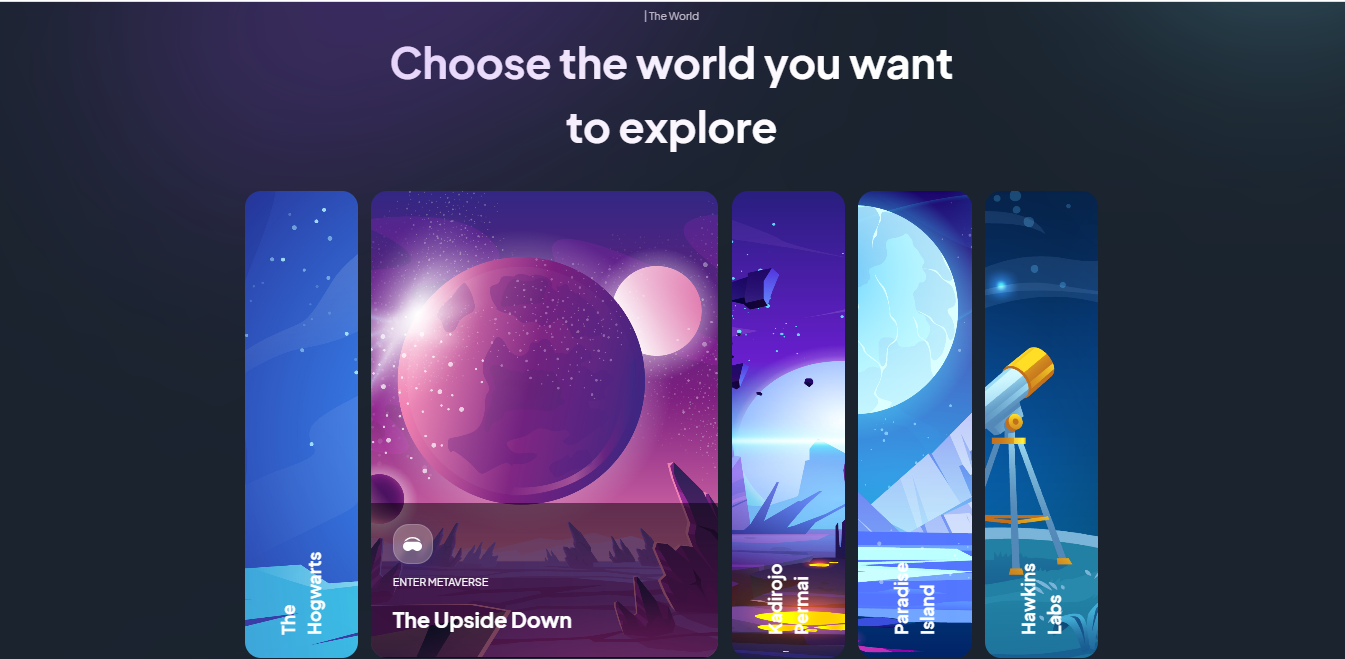 | The World
Choose the world you want
to explore
The
Hogwarts
ENTER METAVERSE
The Upside Down
Kadirojo
Permai
Paradise
Island
Hawkins
Labs